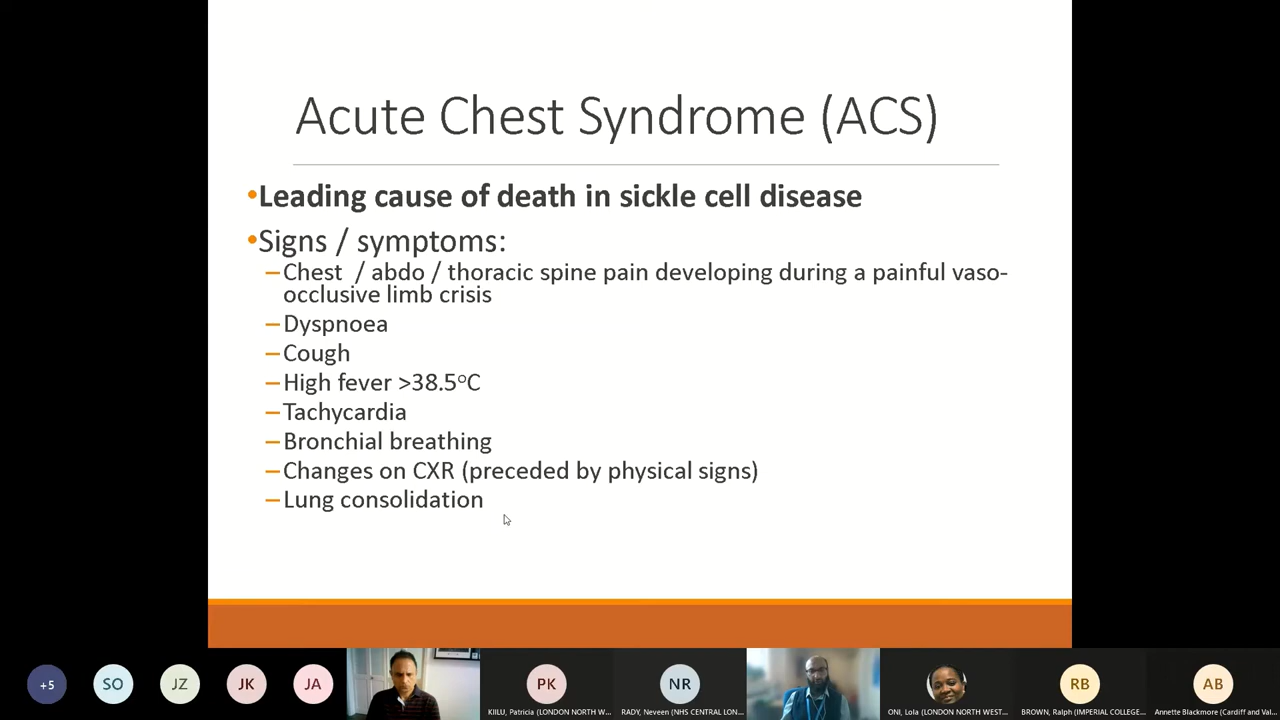 Acute Chest Syndrome (ACS)
•Leading cause of death in sickle cell disease
•Signs / symptoms:
–Chest / abdo / thoracic spine pain developing during a painful vaso-
occlusive limb crisis
–Dyspnoea
–Cough
–High fever >38.5°C
–Tachycardia
–Bronchial breathing
–Changes on CXR (preceded by physical signs)
–Lung consolidation
+5 SO JZ JK JA PK NR RB AB
KIILU, Patricia (LONDON NORTH W... RADY, Neveen (NHS CENTRAL LON... ONI, Lola (LONDON NORTH WEST... BROWN, Ralph (IMPERIAL COLLEGE... Annette Blackmore (Cardiff and Val...